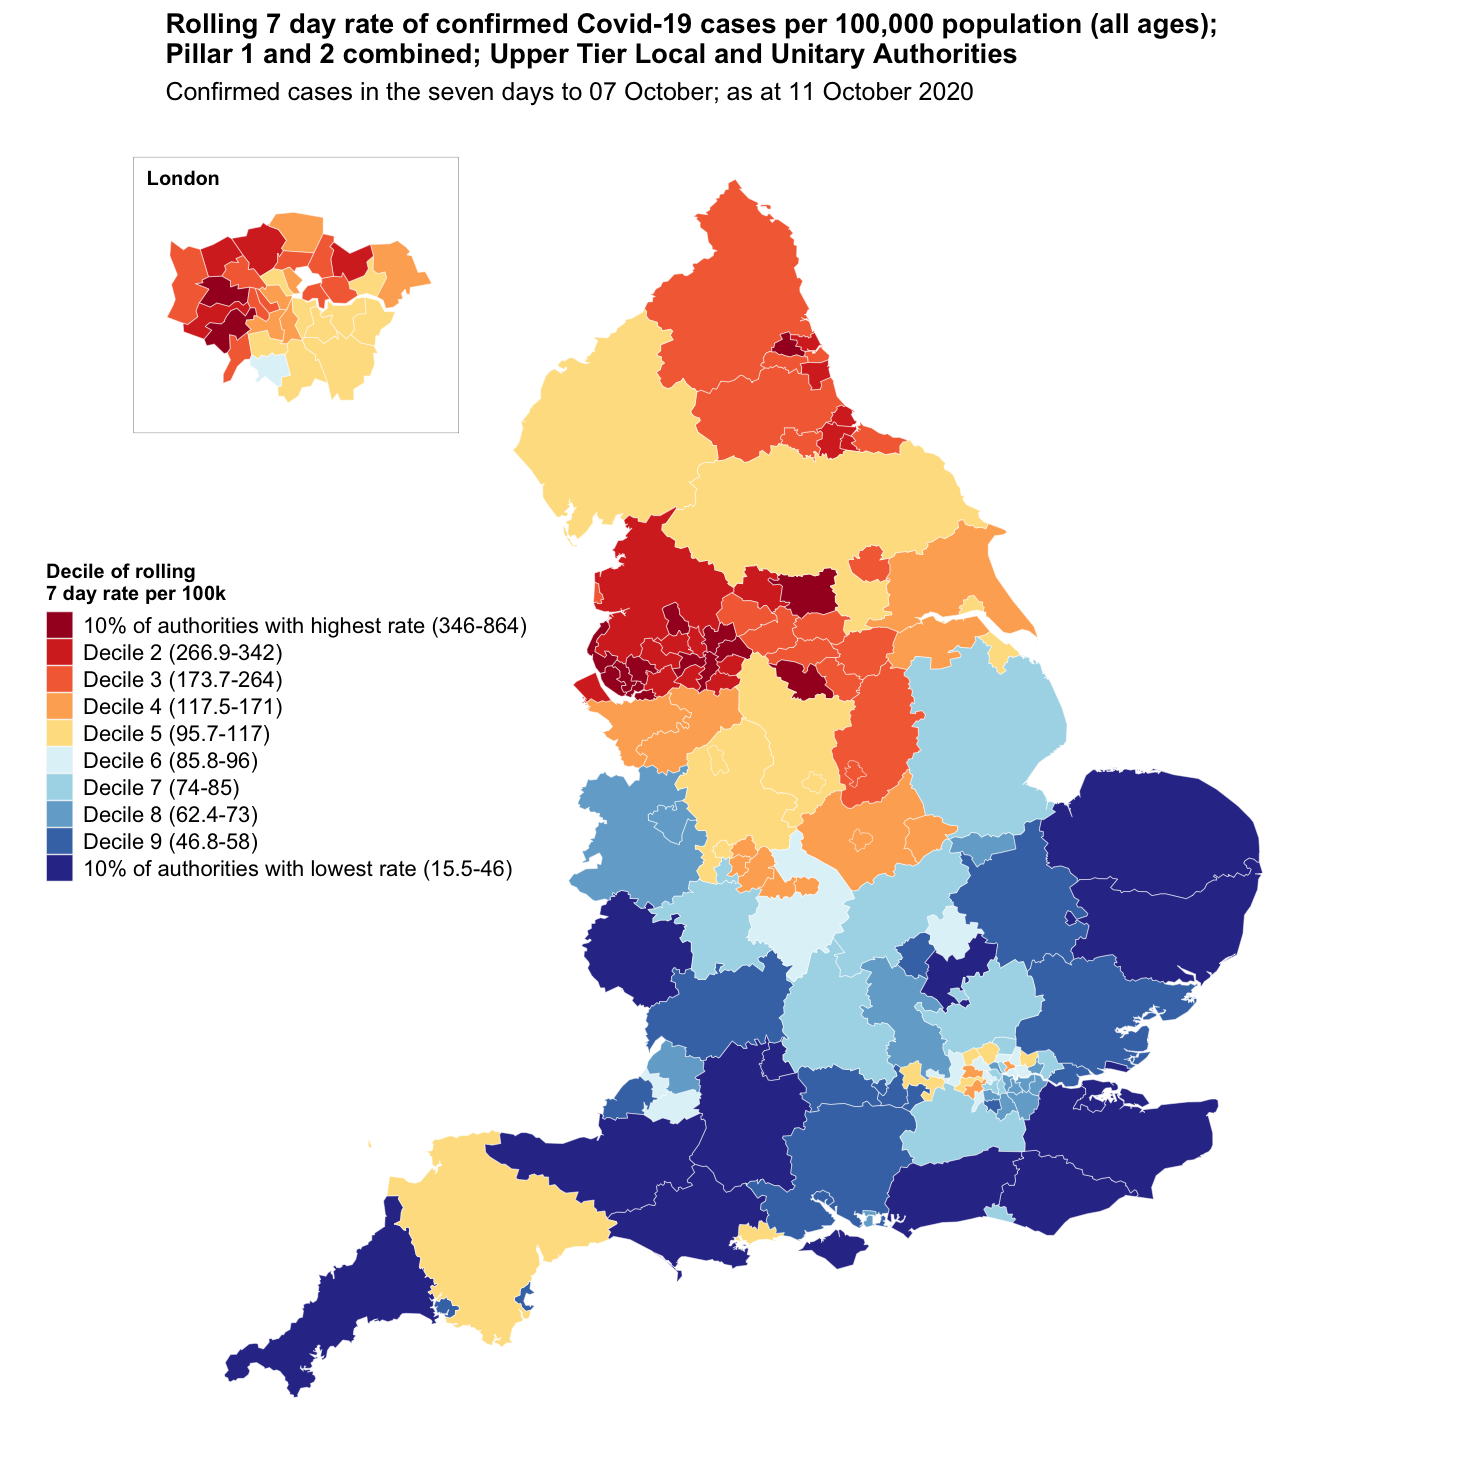 Rolling 7 day rate of confirmed Covid-19 cases per 100,000 population (all ages);
Pillar 1 and 2 combined; Upper Tier Local and Unitary Authorities
Confirmed cases in the seven days to 07 October; as at 11 October 2020
London
Decile of rolling
7 day rate per 100k
10% of authorities with highest rate (346-864)
Decile 2 (266.9-342)
Decile 3 (173.7-264)
Decile 4 (117.5-171)
Decile 5 (95.7-117)
Decile 6 (85.8-96)
Decile 7 (74-85)
Decile 8 (62.4-73)
Decile 9 (46.8-58)
10% of authorities with lowest rate (15.5-46)